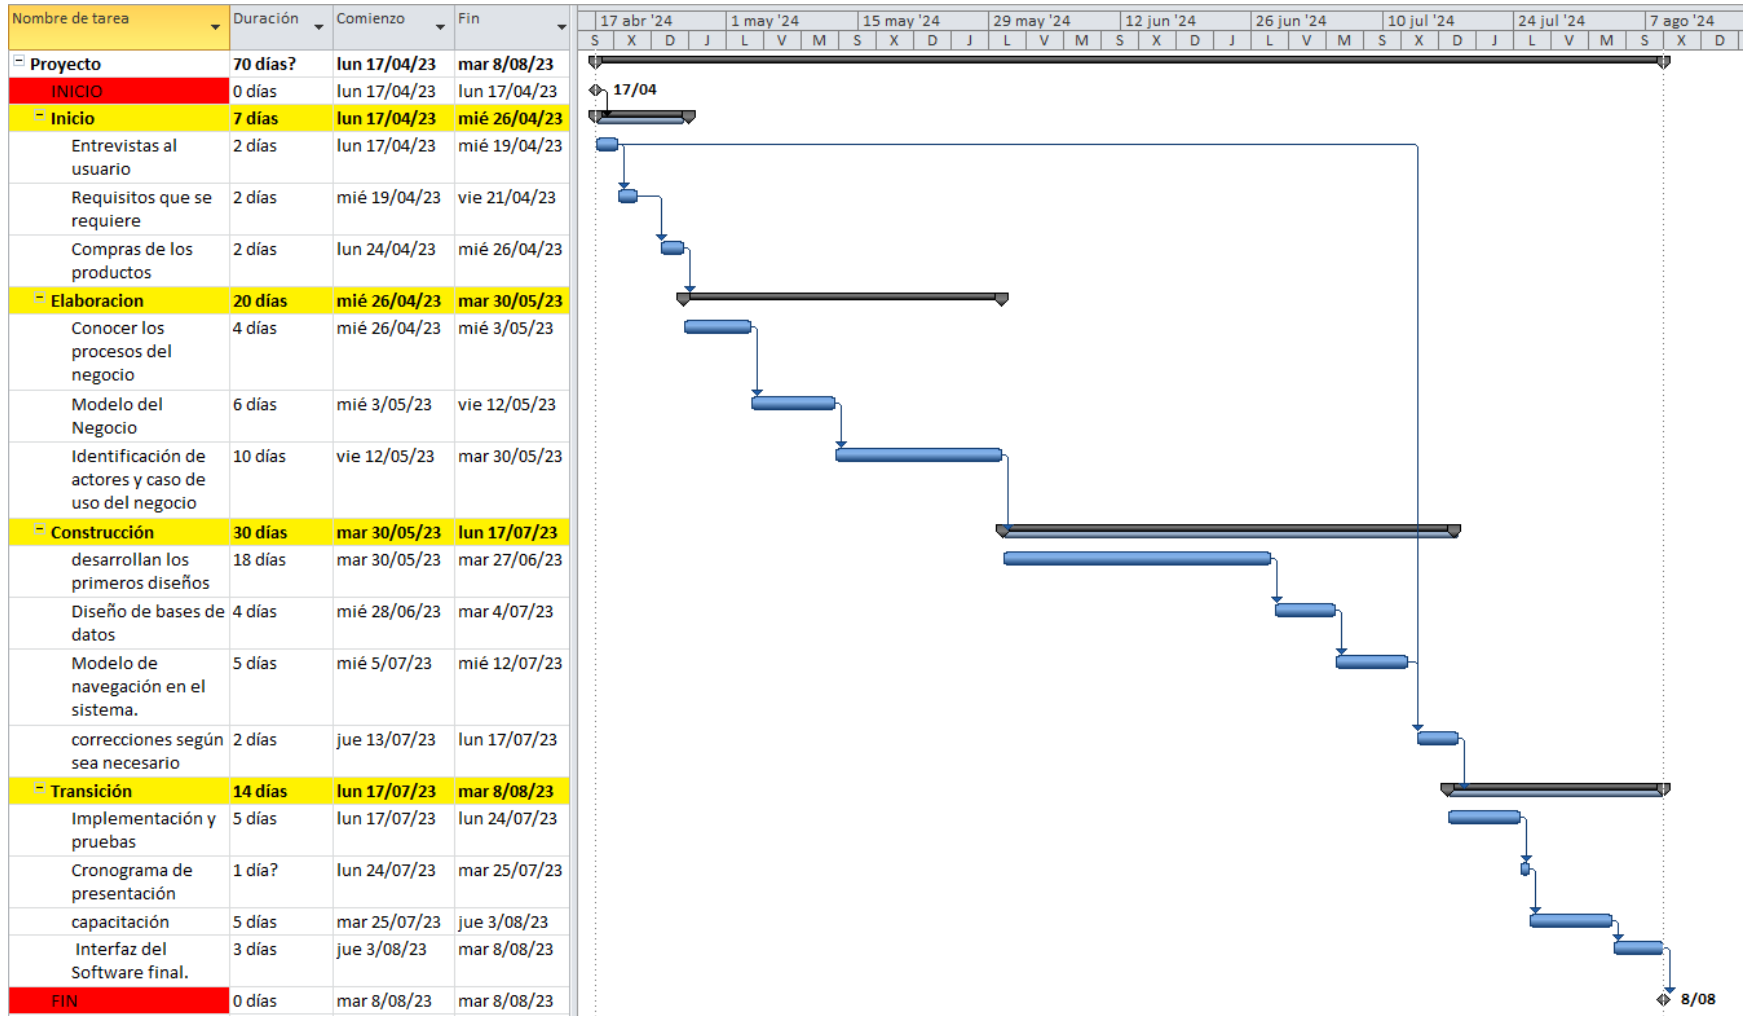 Nombre de tarea Duración Comienzo Fin
17 abr '24 1 may '24 15 may '24 29 may '24 12 jun '24 26 jun '24 10 jul '24 24 jul '24 7 ago '24
S X D J L V M S X D J L V M S X D J L V M S X D J L V M S X D
Proyecto 70 días? lun 17/04/23 mar 8/08/23
INICIO 0 días lun 17/04/23 lun 17/04/23 17/04
Inicio 7 días lun 17/04/23 mié 26/04/23
Entrevistas al 2 días lun 17/04/23 mié 19/04/23
usuario
Requisitos que se 2 días mié 19/04/23 vie 21/04/23
requiere
Compras de los 2 días lun 24/04/23 mié 26/04/23
productos
Elaboracion 20 días mié 26/04/23 mar 30/05/23
Conocer los 4 días mié 26/04/23 mié 3/05/23
procesos del
negocio
Modelo del 6 días mié 3/05/23 vie 12/05/23
Negocio
Identificación de 10 días vie 12/05/23 mar 30/05/23
actores y caso de
uso del negocio
Construcción 30 días mar 30/05/23 lun 17/07/23
desarrollan los 18 días mar 30/05/23 mar 27/06/23
primeros diseños
Diseño de bases de 4 días mié 28/06/23 mar 4/07/23
datos
Modelo de 5 días mié 5/07/23 mié 12/07/23
navegación en el
sistema.
correcciones según 2 días jue 13/07/23 lun 17/07/23
sea necesario
Transición 14 días lun 17/07/23 mar 8/08/23
Implementación y 5 días lun 17/07/23 lun 24/07/23
pruebas
Cronograma de 1 día? lun 24/07/23 mar 25/07/23
presentación
capacitación 5 días mar 25/07/23 jue 3/08/23
Interfaz del 3 días jue 3/08/23 mar 8/08/23
Software final.
FIN 0 días mar 8/08/23 mar 8/08/23 8/08